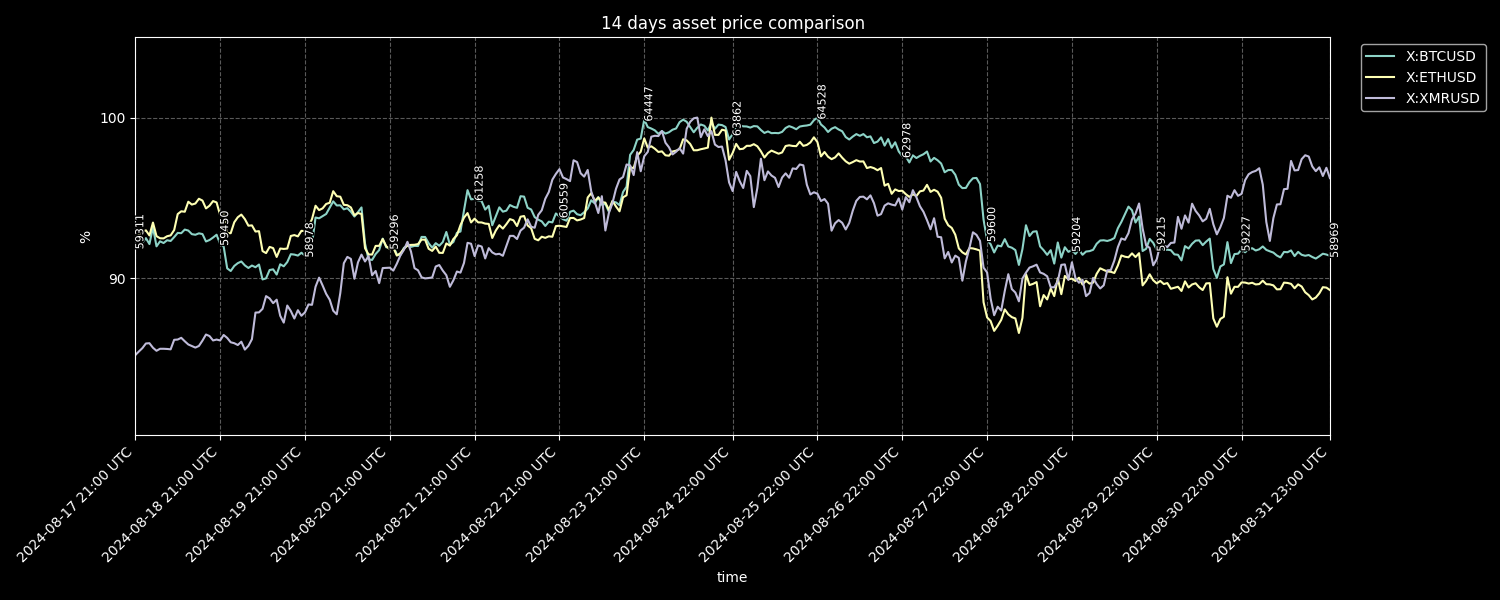 14 days asset price comparison
X:BTCUSD
X:ETHUSD
X:XMRUSD
100
90
%
59311
59450
58978
59296
61258
60559
64447
63862
64528
62978
59600
59204
59215
59227
58969
2024-08-17 21:00 UTC
2024-08-18 21:00 UTC
2024-08-19 21:00 UTC
2024-08-20 21:00 UTC
2024-08-21 21:00 UTC
2024-08-22 21:00 UTC
2024-08-23 21:00 UTC
2024-08-24 22:00 UTC
2024-08-25 22:00 UTC
2024-08-26 22:00 UTC
2024-08-27 22:00 UTC
2024-08-28 22:00 UTC
2024-08-29 22:00 UTC
2024-08-30 22:00 UTC
2024-08-31 23:00 UTC
time